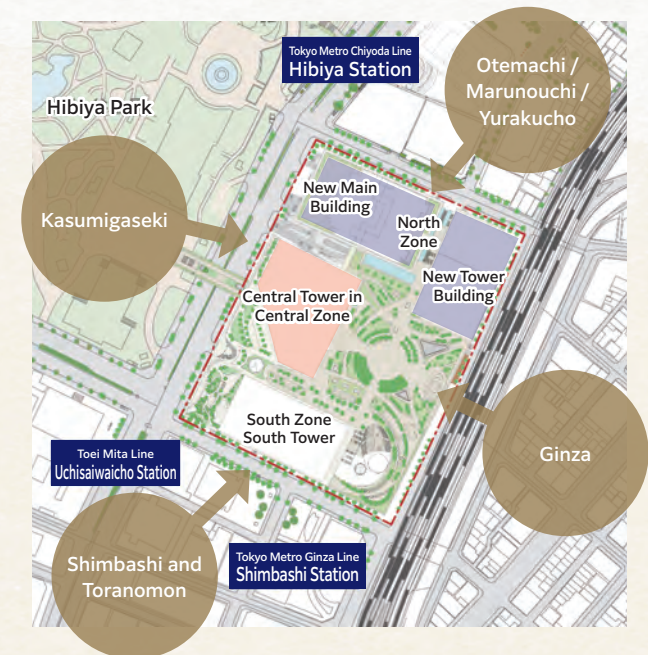 Tokyo Metro Chiyoda Line
Hibiya Station
Otemachi /
Marunouchi /
Yurakucho
Hibiya Park
New Main
Building
North
Zone
Kasumigaseki
New Tower
Building
Central Tower in
Central Zone
South Zone
South Tower
Ginza
Toei Mita Line
Uchisaiwaicho Station
Shimbashi and
Toranomon
Tokyo Metro Ginza Line
Shimbashi Station